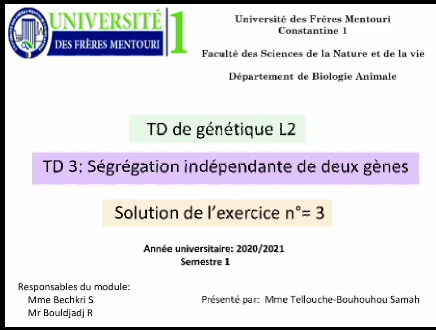 UNIVERSITÉ
DES FRÈRES MENTOURI
1
Université des Frères Mentouri
Constantine 1
Faculté des Sciences de la Nature et de la vie
Département de Biologie Animale
TD de génétique L2
TD 3: Ségrégation indépendante de deux gènes
Solution de l'exercice n°= 3
Année universitaire: 2020/2021
Semestre 1
Responsables du module:
Mme Bechkri S
Mr Bouldjadj R
Présenté par: Mme Tellouche-Bouhouhou Samah